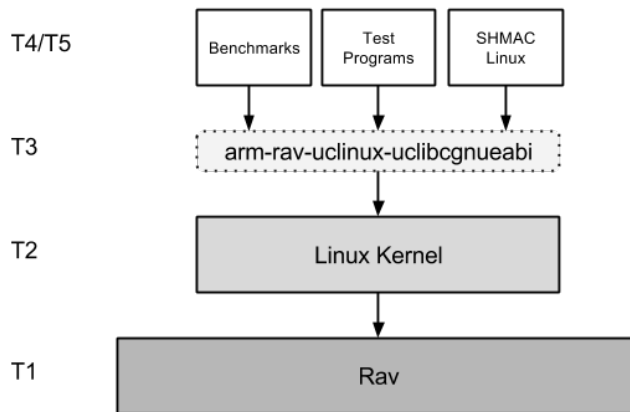 T4/T5
Benchmarks
Test
Programs
SHMAC
Linux
T3
arm-rav-uclinux-uclibcgnueabi
T2
Linux Kernel
T1
Rav